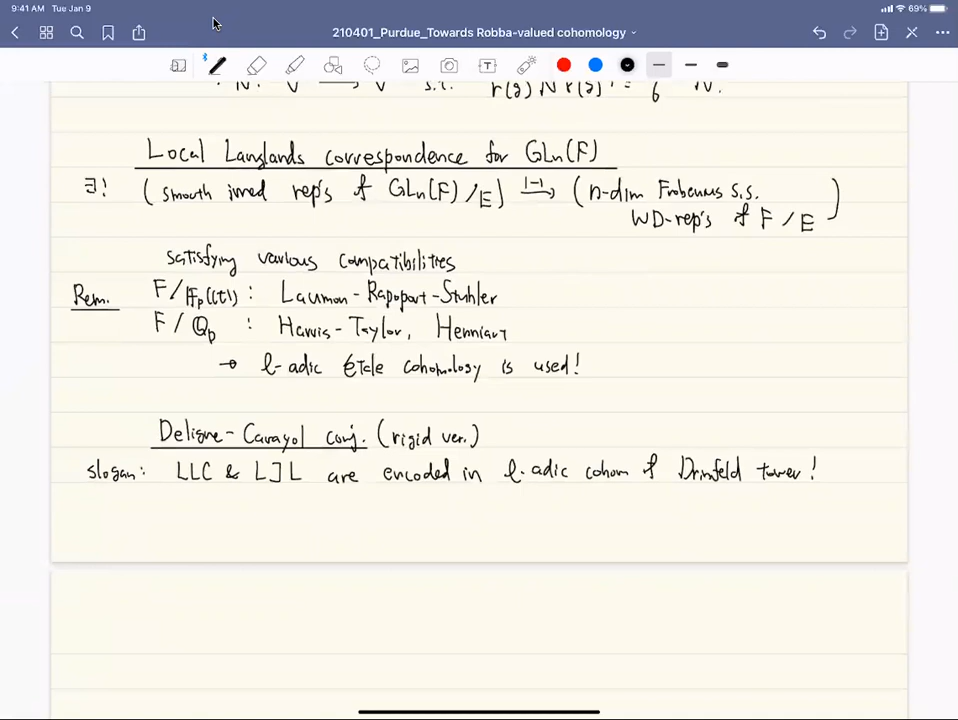 9:41 AM Tue Jan 9
69%
210401_Purdue_Towards Robba-valued cohomology
N: V → V s.t. r(g) N r(g)
Local Langlands correspondence for GLn(F)
∃! (smooth irred rep's of GLn(F)/E) 1-1→ (n-dim Frobenius s.s.
WD-rep's of F/E)
satisfying various compatibilities
Rem. F/Fp((t)) : Laumon-Rapoport-Stuhler
F/Qp : Harris-Taylor, Henniart
→ ℓ-adic étale cohomology is used!
Deligne-Carayol conj. (rigid ver.)
slogan: LLC & LJL are encoded in ℓ-adic cohom of Drinfeld tower!